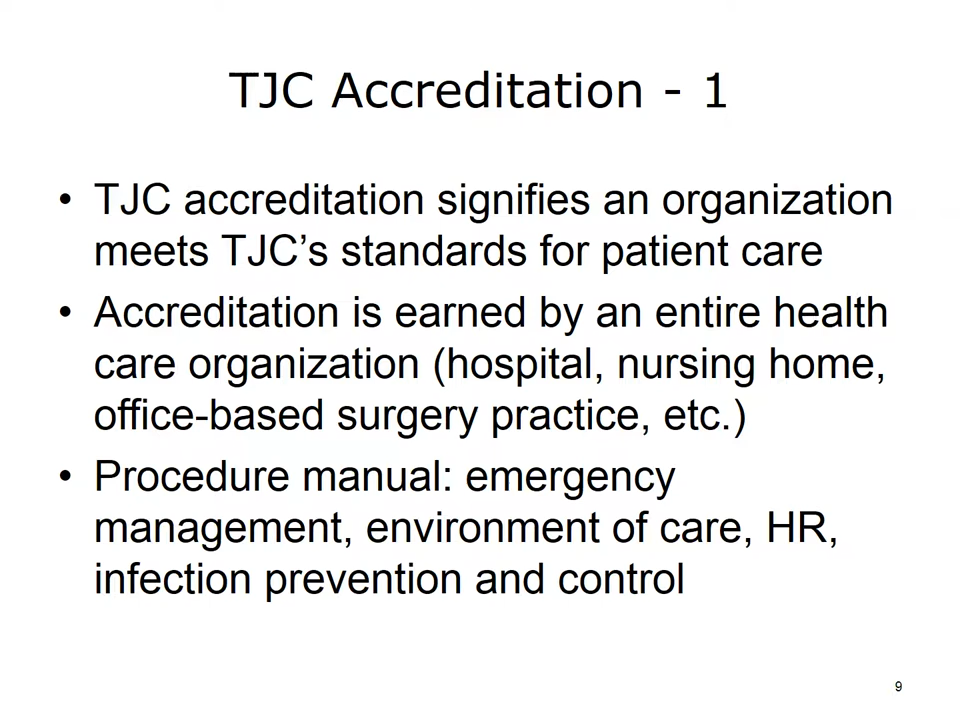 TJC Accreditation - 1
• TJC accreditation signifies an organization
meets TJC’s standards for patient care
• Accreditation is earned by an entire health
care organization (hospital, nursing home,
office-based surgery practice, etc.)
• Procedure manual: emergency
management, environment of care, HR,
infection prevention and control
9